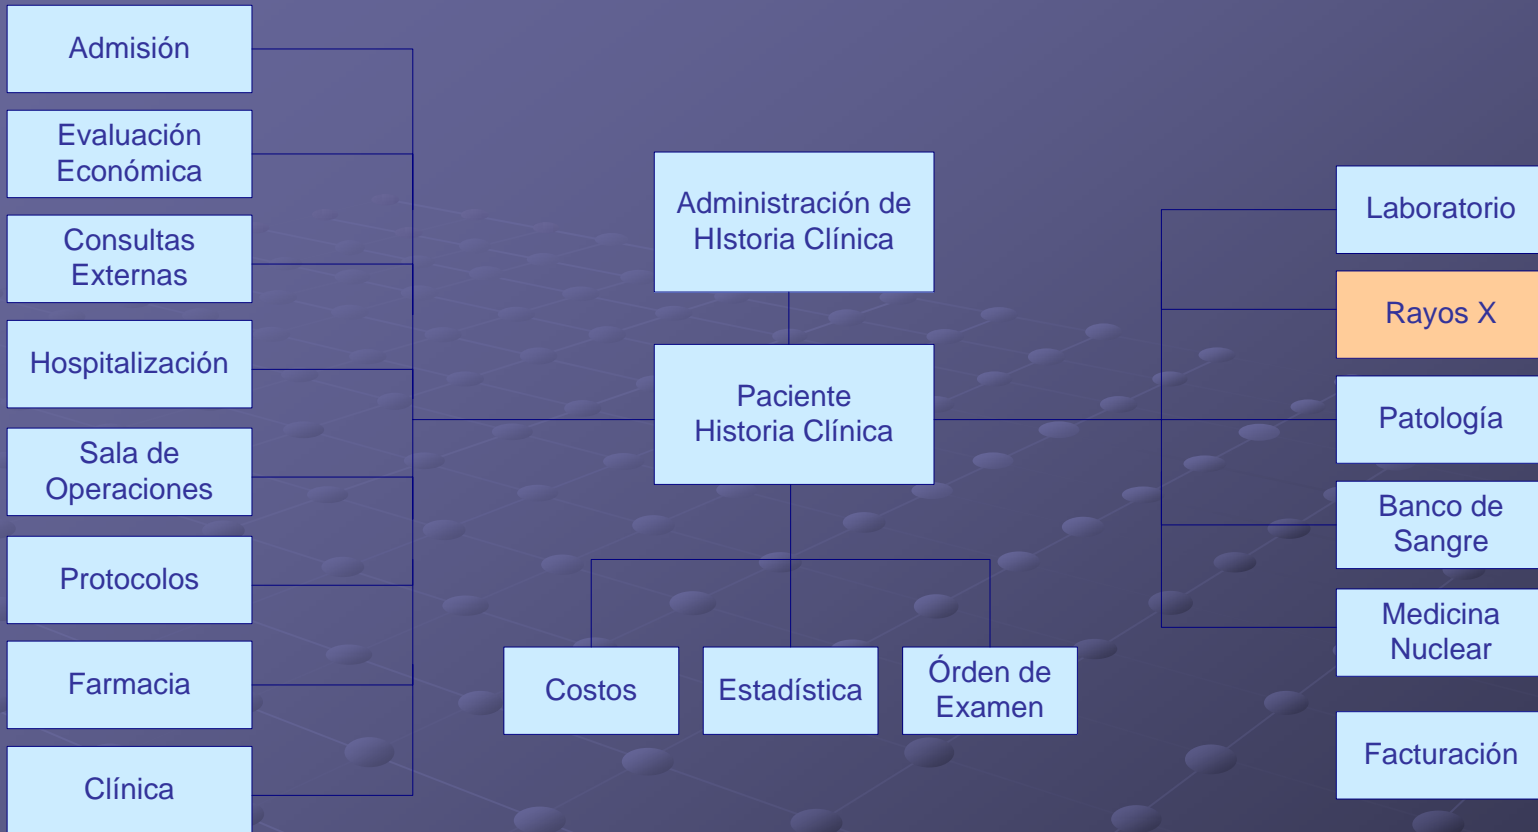 Admisión
Evaluación
Económica
Consultas
Externas
Hospitalización
Sala de
Operaciones
Protocolos
Farmacia
Clínica
Administración de
HIstoria Clínica
Paciente
Historia Clínica
Costos
Estadística
Órden de
Examen
Laboratorio
Rayos X
Patología
Banco de
Sangre
Medicina
Nuclear
Facturación